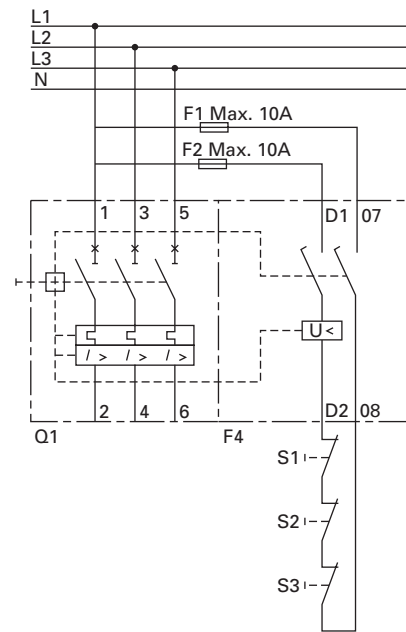 L1
L2
L3
N
F1 Max. 10A
F2 Max. 10A
1 3 5 D1 07
U <
I > I > I >
2 4 6 D2 08
Q1 F4
S1
S2
S3